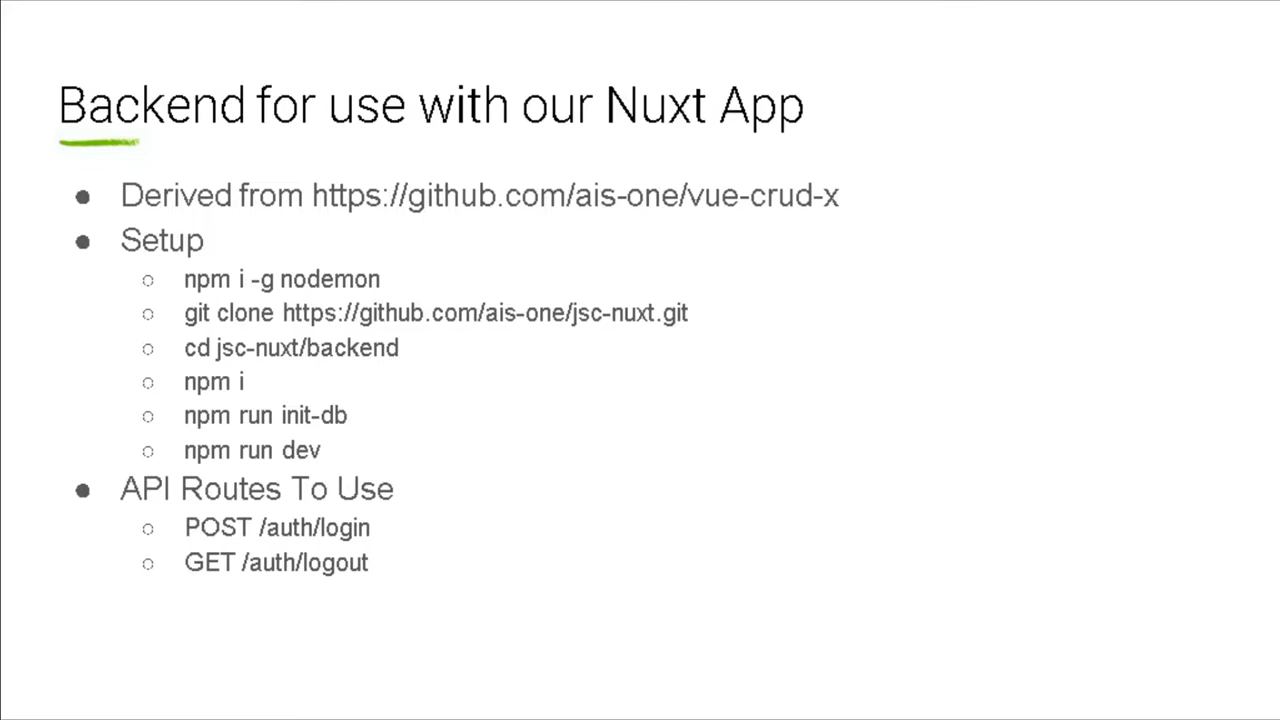 Backend for use with our Nuxt App
● Derived from https://github.com/ais-one/vue-crud-x
● Setup
○ npm i -g nodemon
○ git clone https://github.com/ais-one/jsc-nuxt.git
○ cd jsc-nuxt/backend
○ npm i
○ npm run init-db
○ npm run dev
● API Routes To Use
○ POST /auth/login
○ GET /auth/logout